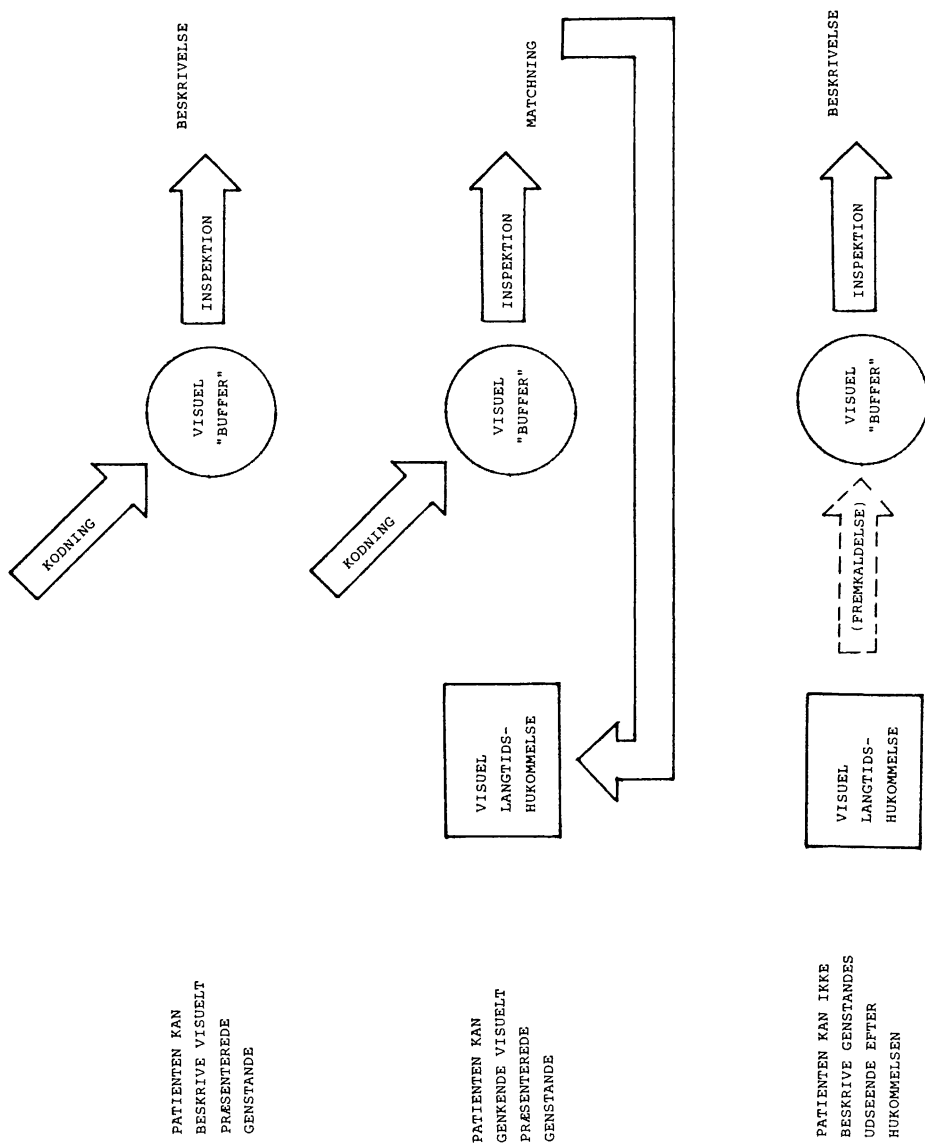 PATIENTEN KAN
BESKRIVE VISUELT
PRÆSENTEREDE
GENSTANDE
KODNING
VISUEL
"BUFFER"
INSPEKTION
BESKRIVELSE
PATIENTEN KAN
GENKENDE VISUELT
PRÆSENTEREDE
GENSTANDE
VISUEL
LANGTIDS-
HUKOMMELSE
KODNING
VISUEL
"BUFFER"
INSPEKTION
MATCHNING
PATIENTEN KAN IKKE
BESKRIVE GENSTANDES
UDSEENDE EFTER
HUKOMMELSEN
VISUEL
LANGTIDS-
HUKOMMELSE
(FREMKALDELSE)
VISUEL
"BUFFER"
INSPEKTION
BESKRIVELSE